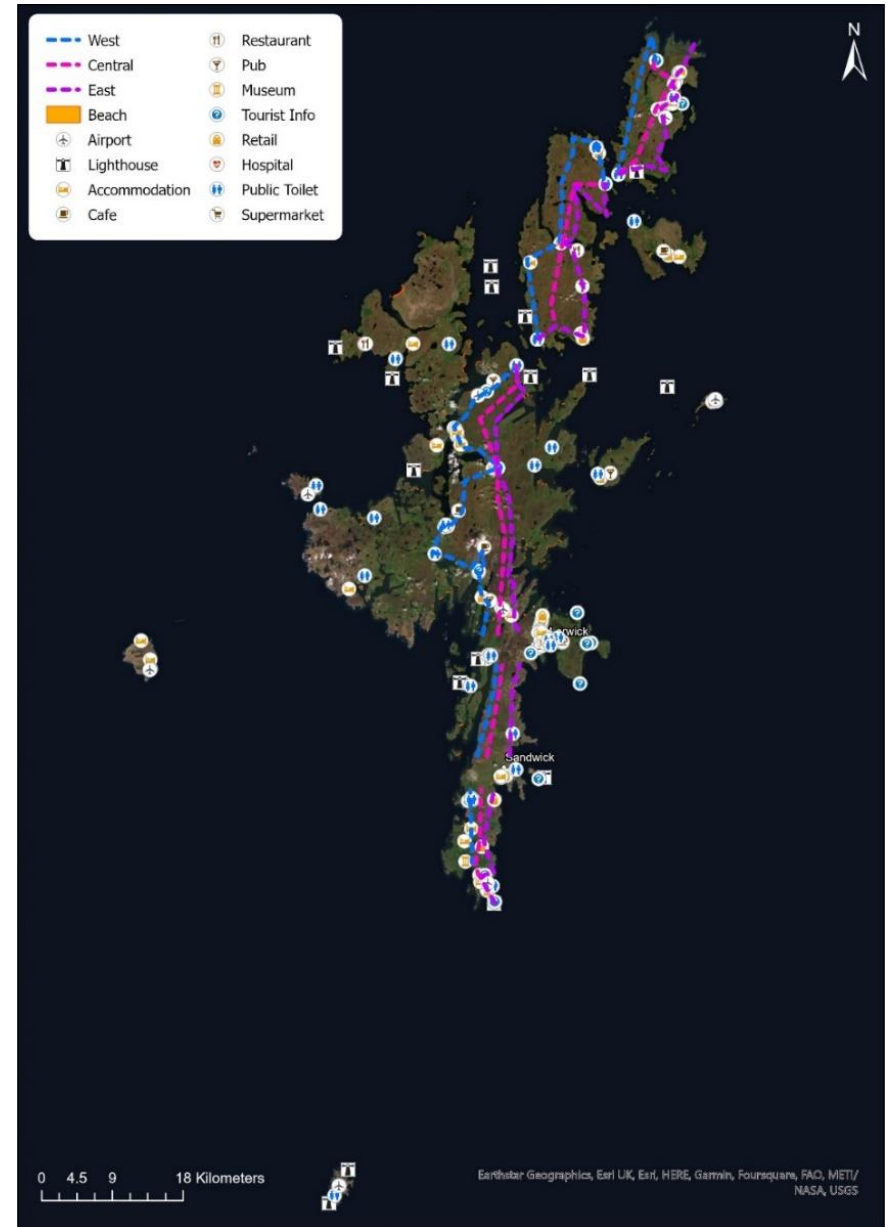 West
Central
East
Beach
Airport
Lighthouse
Accommodation
Cafe
Restaurant
Pub
Museum
Tourist Info
Retail
Hospital
Public Toilet
Supermarket
N
Sandwick
0 4.5 9 18 Kilometers
Earthstar Geographics, Esri UK, Esri, HERE, Garmin, Foursquare, FAO, METI/
NASA, USGS